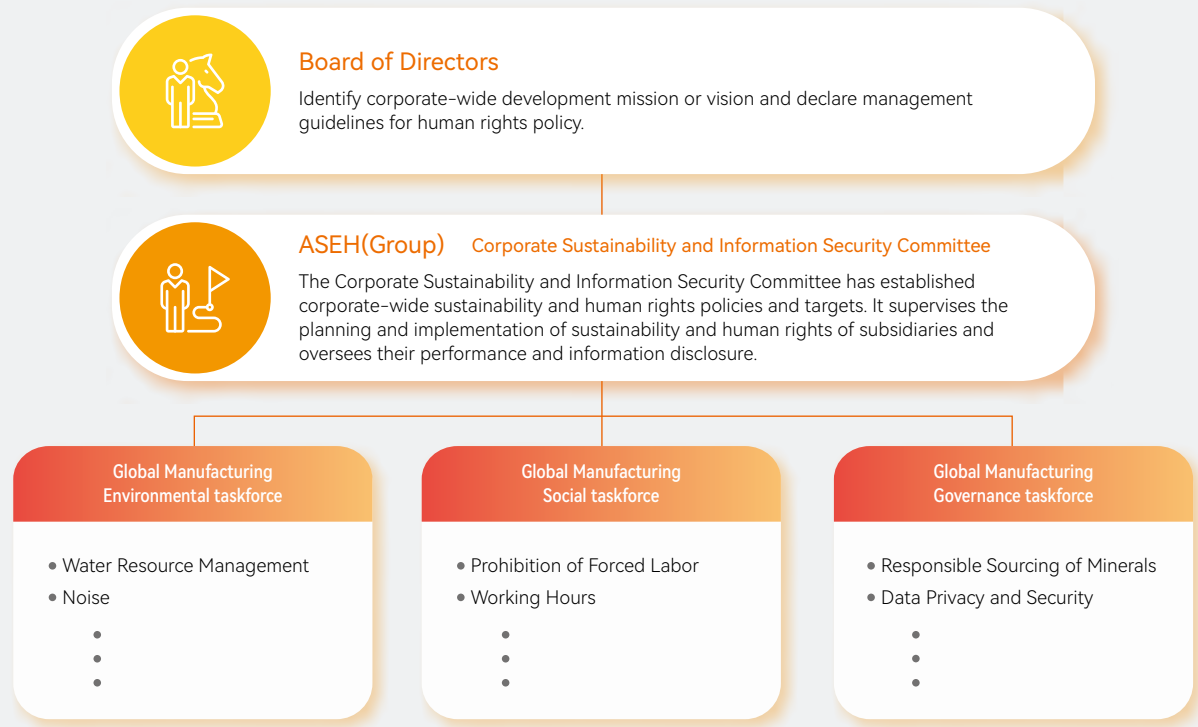 Board of Directors
Identify corporate-wide development mission or vision and declare management
guidelines for human rights policy.
ASEH(Group) Corporate Sustainability and Information Security Committee
The Corporate Sustainability and Information Security Committee has established
corporate-wide sustainability and human rights policies and targets. It supervises the
planning and implementation of sustainability and human rights of subsidiaries and
oversees their performance and information disclosure.
Global Manufacturing
Environmental taskforce
• Water Resource Management
• Noise
•
•
•
Global Manufacturing
Social taskforce
• Prohibition of Forced Labor
• Working Hours
•
•
•
Global Manufacturing
Governance taskforce
• Responsible Sourcing of Minerals
• Data Privacy and Security
•
•
•